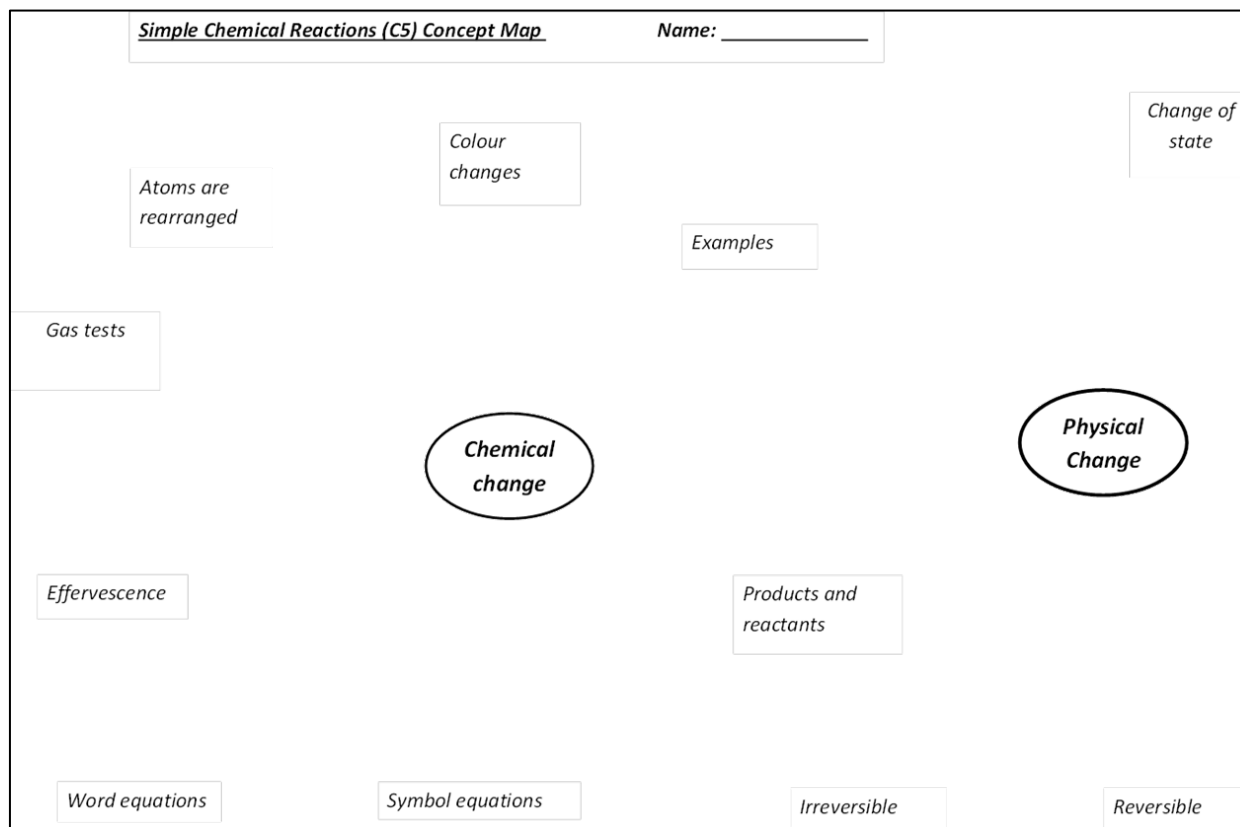 Simple Chemical Reactions (C5) Concept Map Name: _______________
Change of
state
Colour
changes
Atoms are
rearranged
Examples
Gas tests
Chemical
change
Physical
Change
Effervescence
Products and
reactants
Word equations
Symbol equations
Irreversible
Reversible